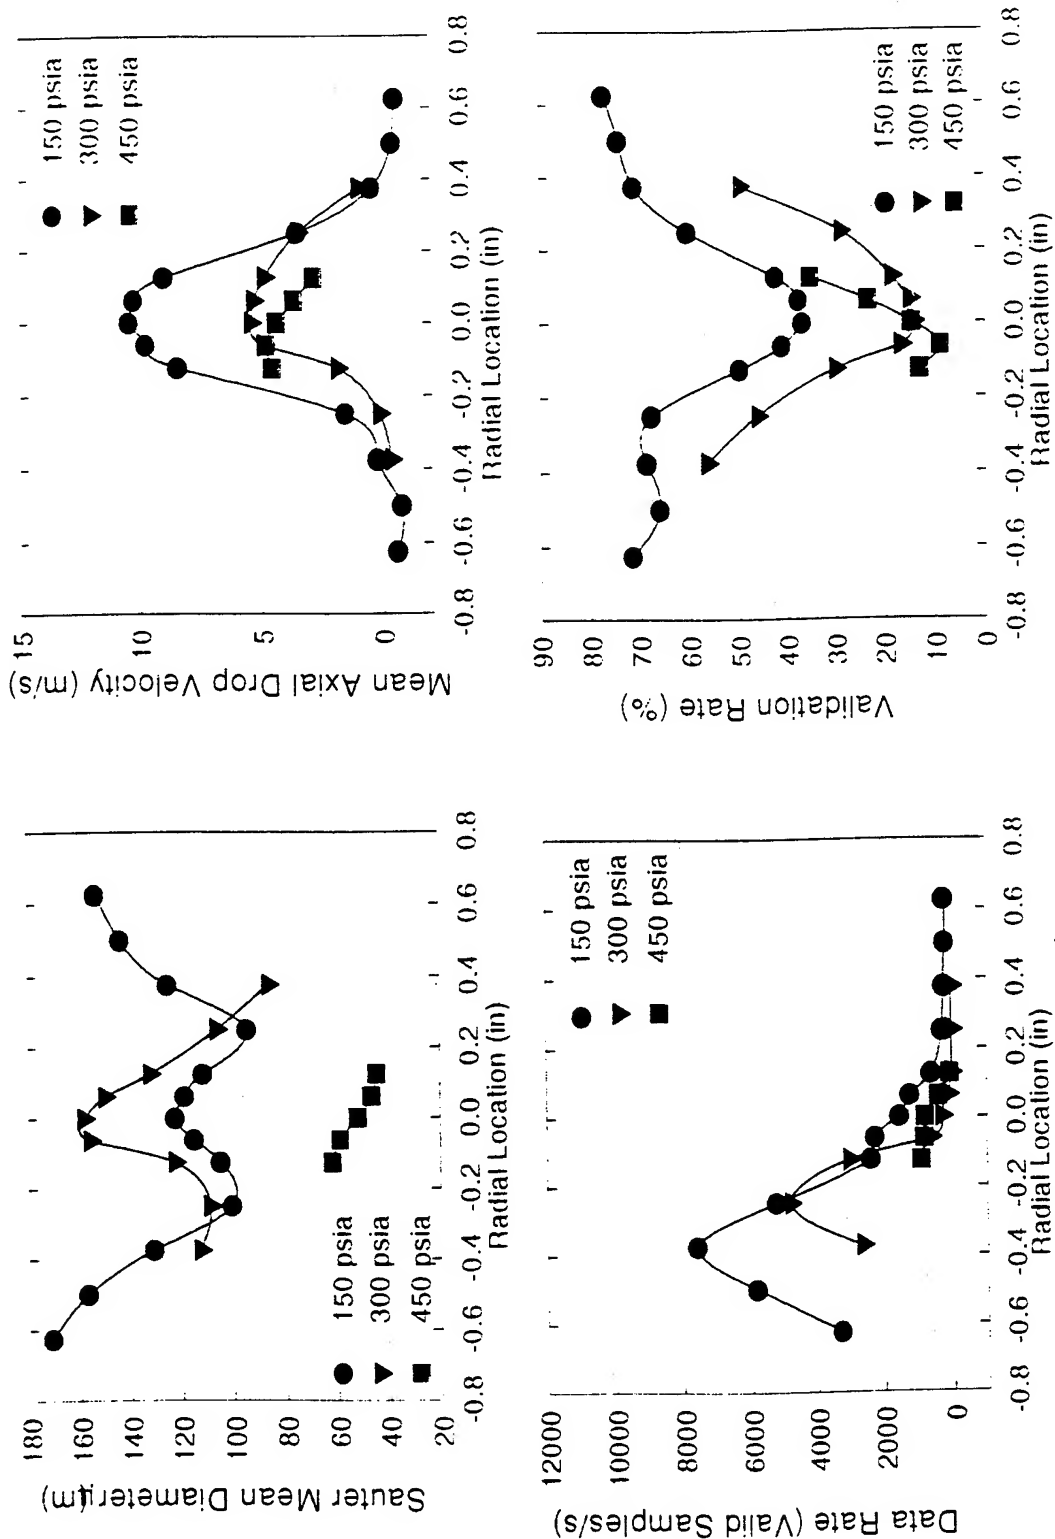 180
160
140
120
100
80
60
40
20
Sauter Mean Diameter (µm)
-0.8 -0.6 -0.4 -0.2 0.0 0.2 0.4 0.6 0.8
Radial Location (in)
150 psia
300 psia
450 psia
15
10
5
0
Mean Axial Drop Velocity (m/s)
-0.8 -0.6 -0.4 -0.2 0.0 0.2 0.4 0.6 0.8
Radial Location (in)
150 psia
300 psia
450 psia
12000
10000
8000
6000
4000
2000
0
Data Rate (Valid Samples/s)
-0.8 -0.6 -0.4 -0.2 0.0 0.2 0.4 0.6 0.8
Radial Location (in)
150 psia
300 psia
450 psia
90
80
70
60
50
40
30
20
10
0
Validation Rate (%)
-0.8 -0.6 -0.4 -0.2 0.0 0.2 0.4 0.6 0.8
Radial Location (in)
150 psia
300 psia
450 psia